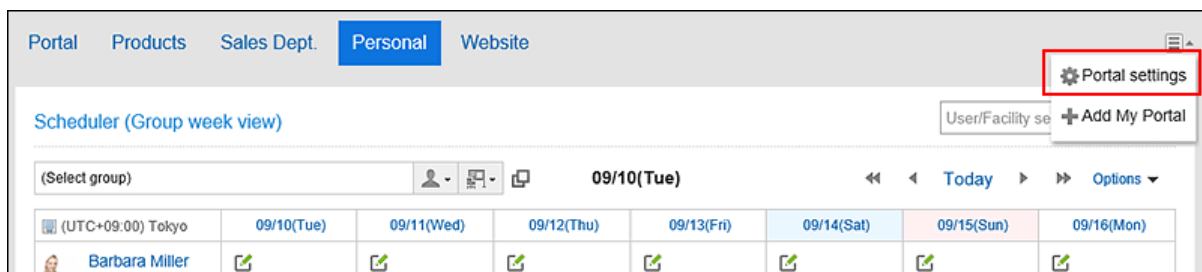 Portal Products Sales Dept. Personal Website
Portal settings
Add My Portal
Scheduler (Group week view)
User/Facility se
(Select group)
09/10(Tue)
Today
Options
(UTC+09:00) Tokyo 09/10(Tue) 09/11(Wed) 09/12(Thu) 09/13(Fri) 09/14(Sat) 09/15(Sun) 09/16(Mon)
Barbara Miller